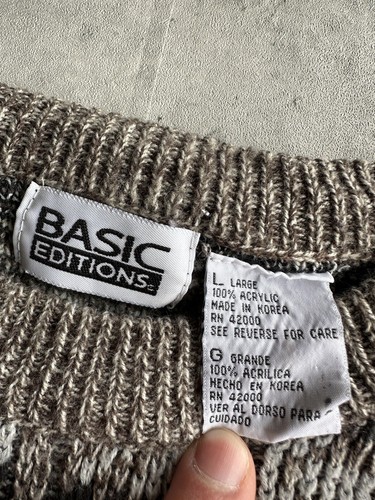 BASIC
EDITIONS
L LARGE
100% ACRYLIC
MADE IN KOREA
RN 42000
SEE REVERSE FOR CARE
G GRANDE
100% ACRILICA
HECHO EN KOREA
RN 42000
VER AL DORSO PARA
CUIDADO